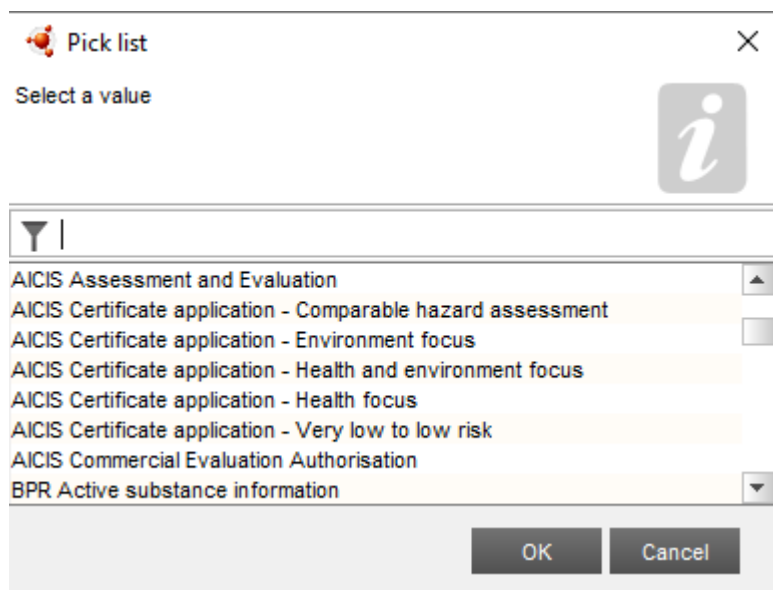 Pick list
Select a value
AICIS Assessment and Evaluation
AICIS Certificate application - Comparable hazard assessment
AICIS Certificate application - Environment focus
AICIS Certificate application - Health and environment focus
AICIS Certificate application - Health focus
AICIS Certificate application - Very low to low risk
AICIS Commercial Evaluation Authorisation
BPR Active substance information
OK Cancel